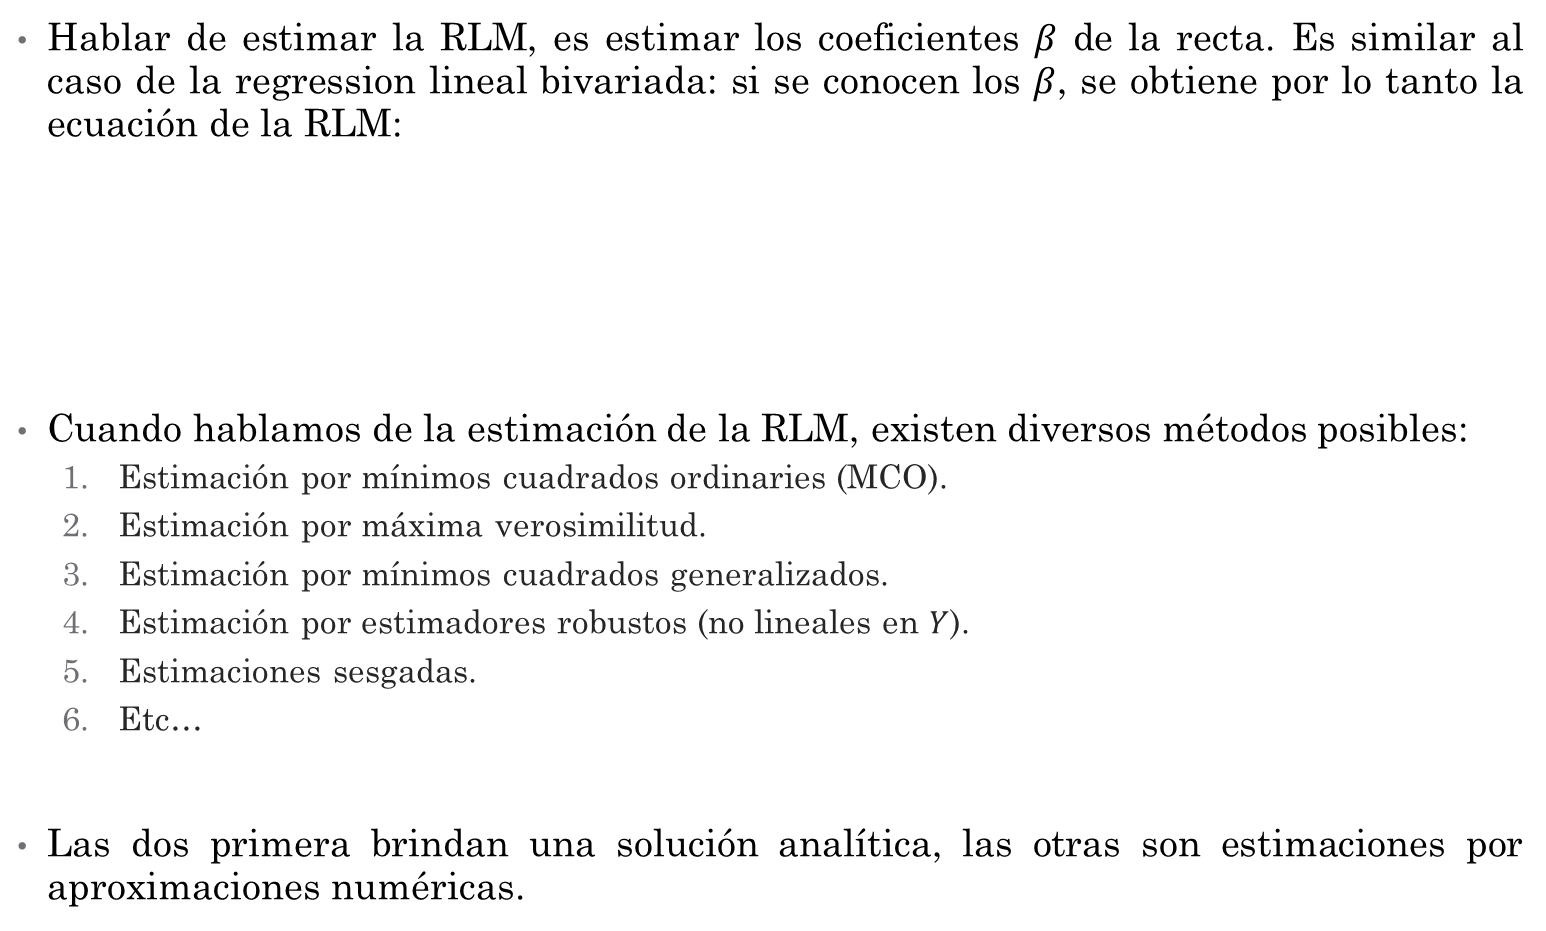 • Hablar de estimar la RLM, es estimar los coeficientes β de la recta. Es similar al
caso de la regression lineal bivariada: si se conocen los β, se obtiene por lo tanto la
ecuación de la RLM:
• Cuando hablamos de la estimación de la RLM, existen diversos métodos posibles:
1. Estimación por mínimos cuadrados ordinaries (MCO).
2. Estimación por máxima verosimilitud.
3. Estimación por mínimos cuadrados generalizados.
4. Estimación por estimadores robustos (no lineales en Y).
5. Estimaciones sesgadas.
6. Etc…
• Las dos primera brindan una solución analítica, las otras son estimaciones por
aproximaciones numéricas.